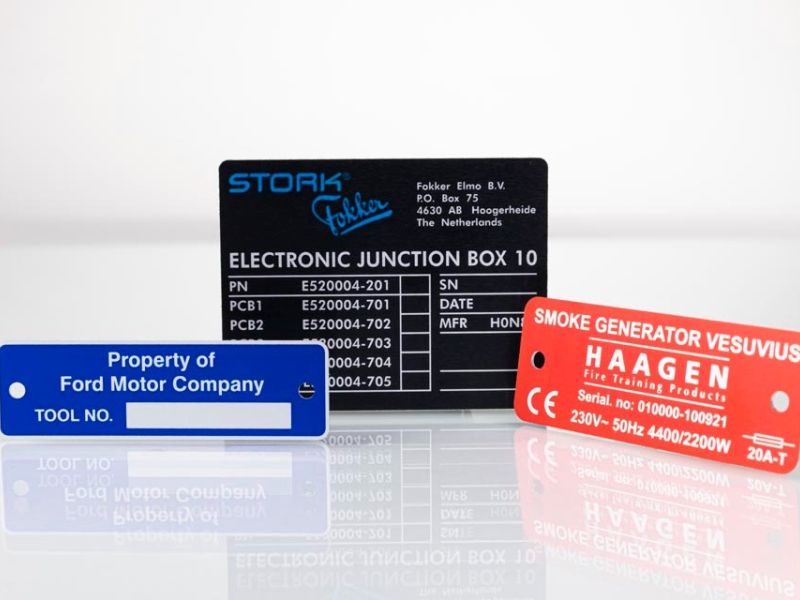 STORK®
Fokker
Fokker Elmo B.V.
P.O. Box 75
4630 AB Hoogerheide
The Netherlands
ELECTRONIC JUNCTION BOX 10
PN E520004-201 SN
PCB1 E520004-701 DATE
PCB2 E520004-702 MFR
E520004-703
E520004-704
E520004-705
Property of
Ford Motor Company
TOOL NO.
SMOKE GENERATOR VESUVIUS
HAAGEN
Fire Training Products
Serial. no: 010000-100921
CE
230V~ 50Hz 4400/2200W
20A-T